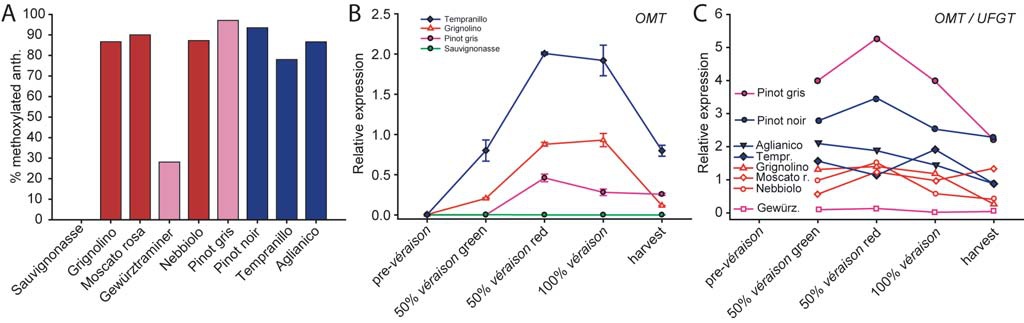 A
% methoxylated anth.
100
90
80
70
60
50
40
30
20
10
0
Sauvignonasse
Grignolino
Moscato rosa
Gewürztraminer
Nebbiolo
Pinot gris
Pinot noir
Tempranillo
Aglianico
B
OMT
Relative expression
2.5
2.0
1.5
1.0
0.5
0.0
Tempranillo
Grignolino
Pinot gris
Sauvignonasse
pre-véraison
50% véraison green
50% véraison red
100% véraison
harvest
C
OMT / UFGT
Relative expression
6
5
4
3
2
1
0
Pinot gris
Pinot noir
Aglianico
Tempr.
Grignolino
Moscato r.
Nebbiolo
Gewürz.
pre-véraison
50% véraison green
50% véraison red
100% véraison
harvest